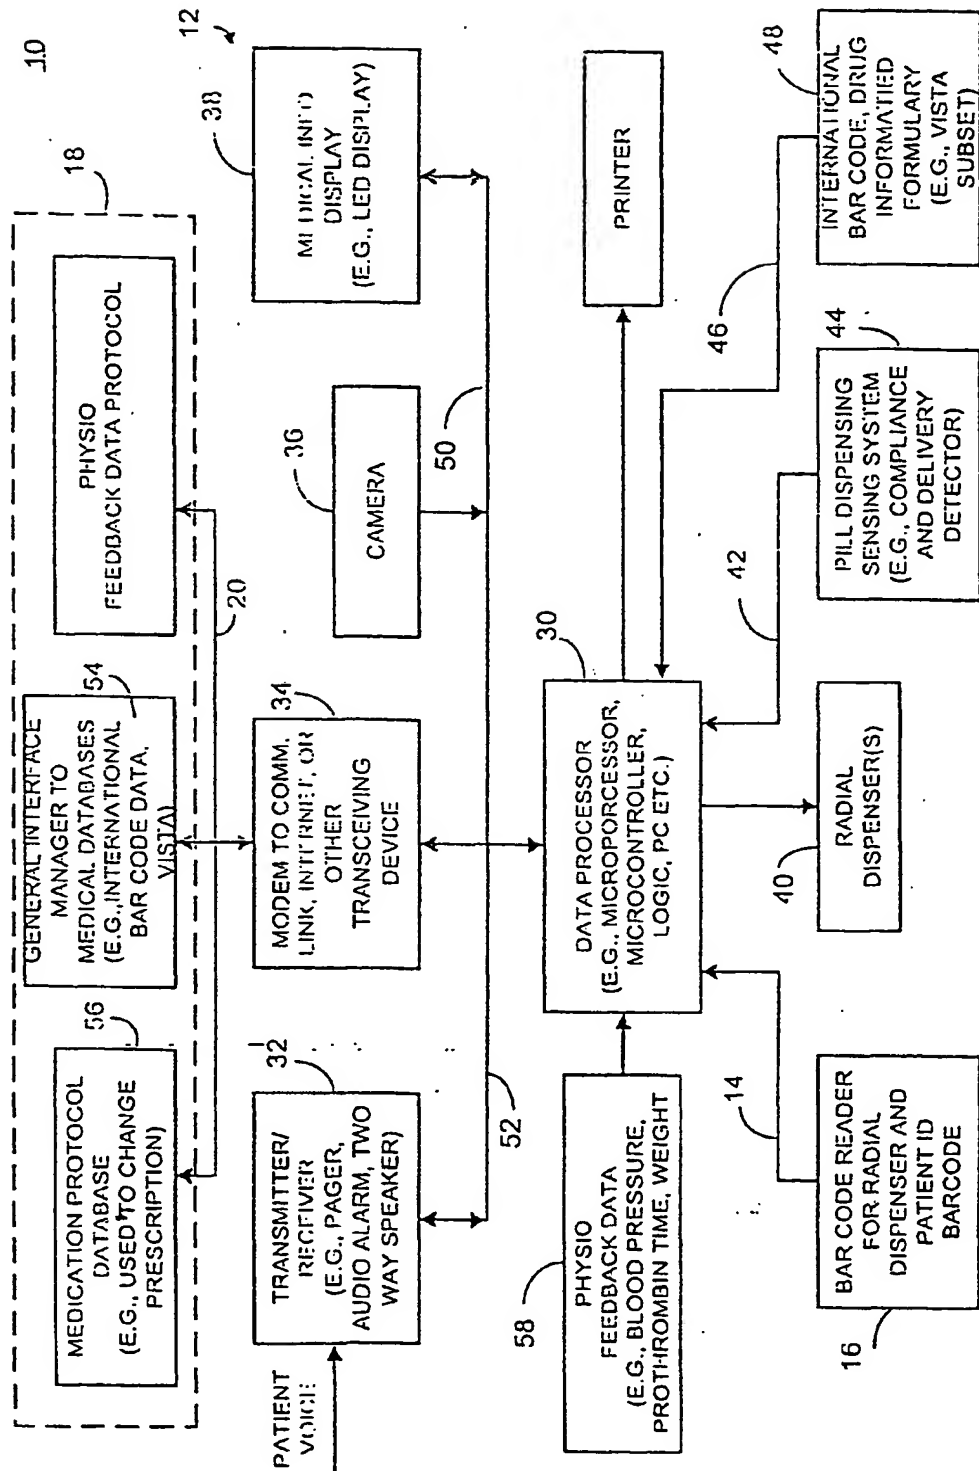 10
12
18
MEDICATION PROTOCOL
DATABASE
(E.G., USED TO CHANGE
PRESCRIPTION)
56
GENERAL INTERFACE
MANAGER TO
MEDICAL DATABASES
(E.G.,INTERNATIONAL
BAR CODE DATA,
VISTA)
54
PHYSIO
FEEDBACK DATA PROTOCOL
20
PATIENT
VOICE
TRANSMITTER/
RECEIVER
(E.G., PAGER,
AUDIO ALARM, TWO
WAY SPEAKER)
32
MODEM TO COMM.
LINK, INTERNET, OR
OTHER
TRANSCEIVING
DEVICE
34
CAMERA
36
MEDICAL INFO
DISPLAY
(E.G., LED DISPLAY)
38
52
50
PHYSIO
FEEDBACK DATA
(E.G., BLOOD PRESSURE,
PROTHROMBIN TIME, WEIGHT
58
DATA PROCESSOR
(E.G., MICROPORCESSOR,
MICROCONTROLLER,
LOGIC, PC ETC.)
30
PRINTER
14
42
46
BAR CODE READER
FOR RADIAL
DISPENSER AND
PATIENT ID
BARCODE
16
RADIAL
DISPENSER(S)
40
PILL DISPENSING
SENSING SYSTEM
(E.G., COMPLIANCE
AND DELIVERY
DETECTOR)
44
INTERNATIONAL
BAR CODE, DRUG
INFORMATIED
FORMULARY
(E.G., VISTA
SUBSET)
48